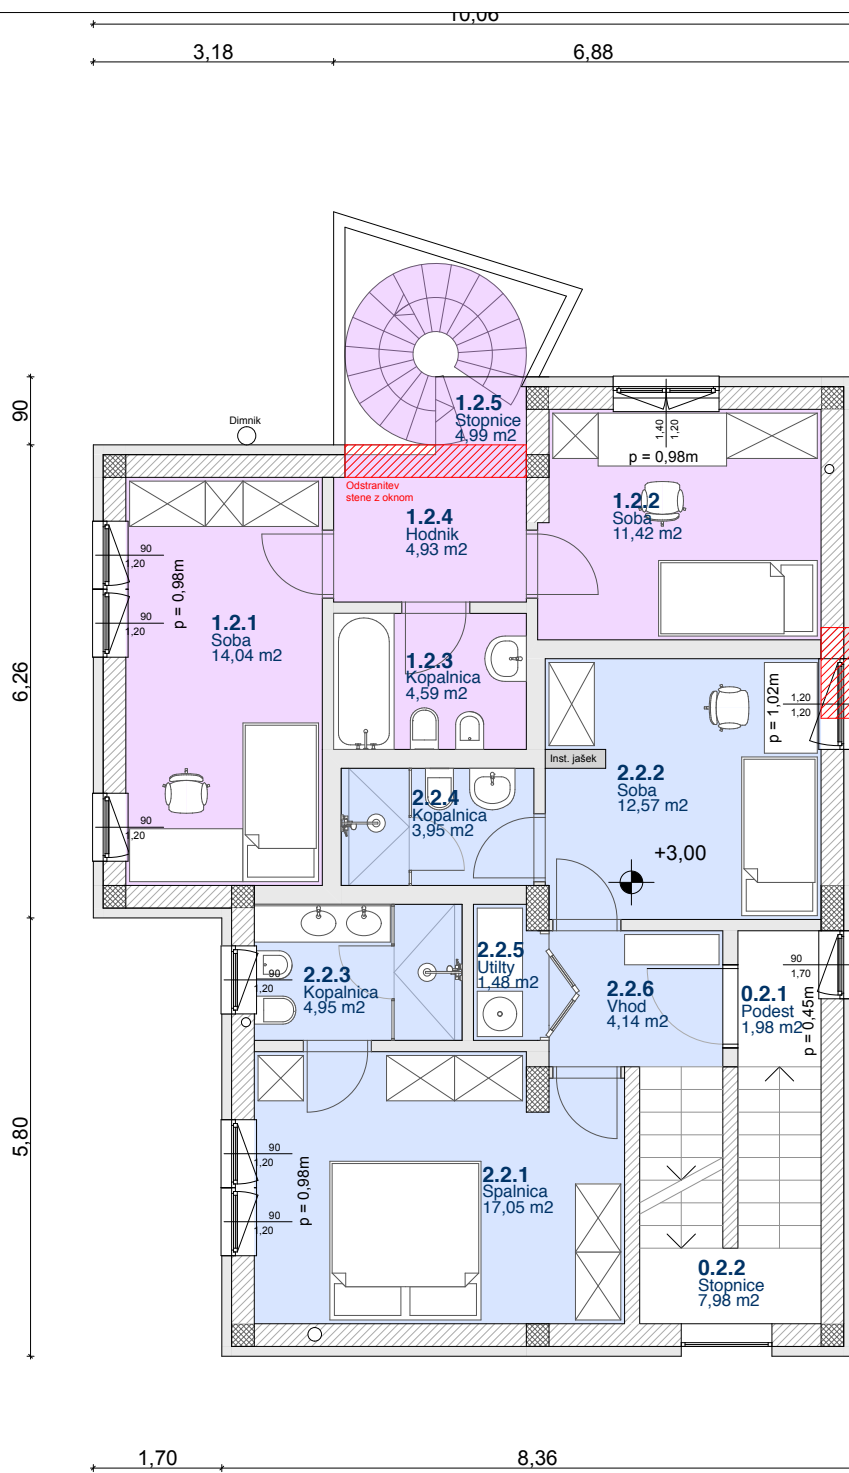 10,06
3,18
6,88
90
Dimnik
1.2.5
Stopnice
4,99 m2
1,40
1,20
p = 0,98m
Odstranitev
stene z oknom
1.2.4
Hodnik
4,93 m2
1.2.2
Soba
11,42 m2
90
1,20
p = 0,98m
90
1,20
1.2.1
Soba
14,04 m2
6,26
1.2.3
Kopalnica
4,59 m2
p = 1,02m
1,20
1,20
Inst. jašek
2.2.2
Soba
12,57 m2
2.2.4
Kopalnica
3,95 m2
90
1,20
+3,00
2.2.5
Utilty
1,48 m2
2.2.3
Kopalnica
4,95 m2
90
1,20
2.2.6
Vhod
4,14 m2
0.2.1
Podest
1,98 m2
90
1,70
p = 0,45m
5,80
90
1,20
p = 0,98m
90
1,20
2.2.1
Spalnica
17,05 m2
0.2.2
Stopnice
7,98 m2
1,70
8,36